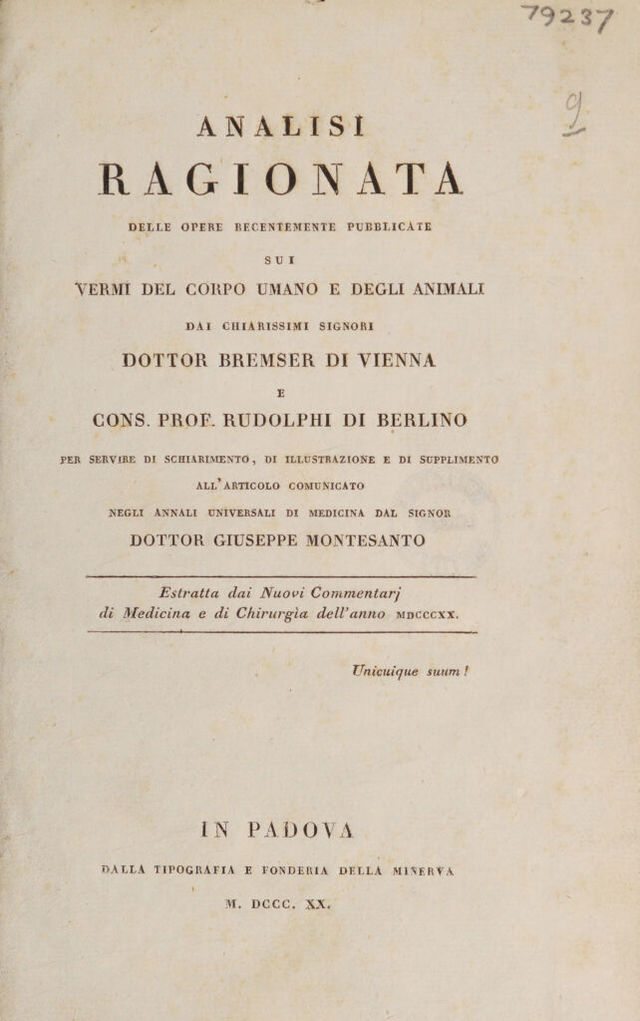 79237
9
ANALISI
RAGIONATA
DELLE OPERE RECENTEMENTE PUBBLICATE
SUI
VERMI DEL CORPO UMANO E DEGLI ANIMALI
DAI CHIARISSIMI SIGNORI
DOTTOR BREMSER DI VIENNA
E
CONS. PROF. RUDOLPHI DI BERLINO
PER SERVIRE DI SCHIARIMENTO, DI ILLUSTRAZIONE E DI SUPPLIMENTO
ALL'ARTICOLO COMUNICATO
NEGLI ANNALI UNIVERSALI DI MEDICINA DAL SIGNOR
DOTTOR GIUSEPPE MONTESANTO
Estratta dai Nuovi Commentarj
di Medicina e di Chirurgìa dell'anno MDCCCXX.
Unicuique suum!
IN PADOVA
DALLA TIPOGRAFIA E FONDERIA DELLA MINERVA
M. DCCC. XX.